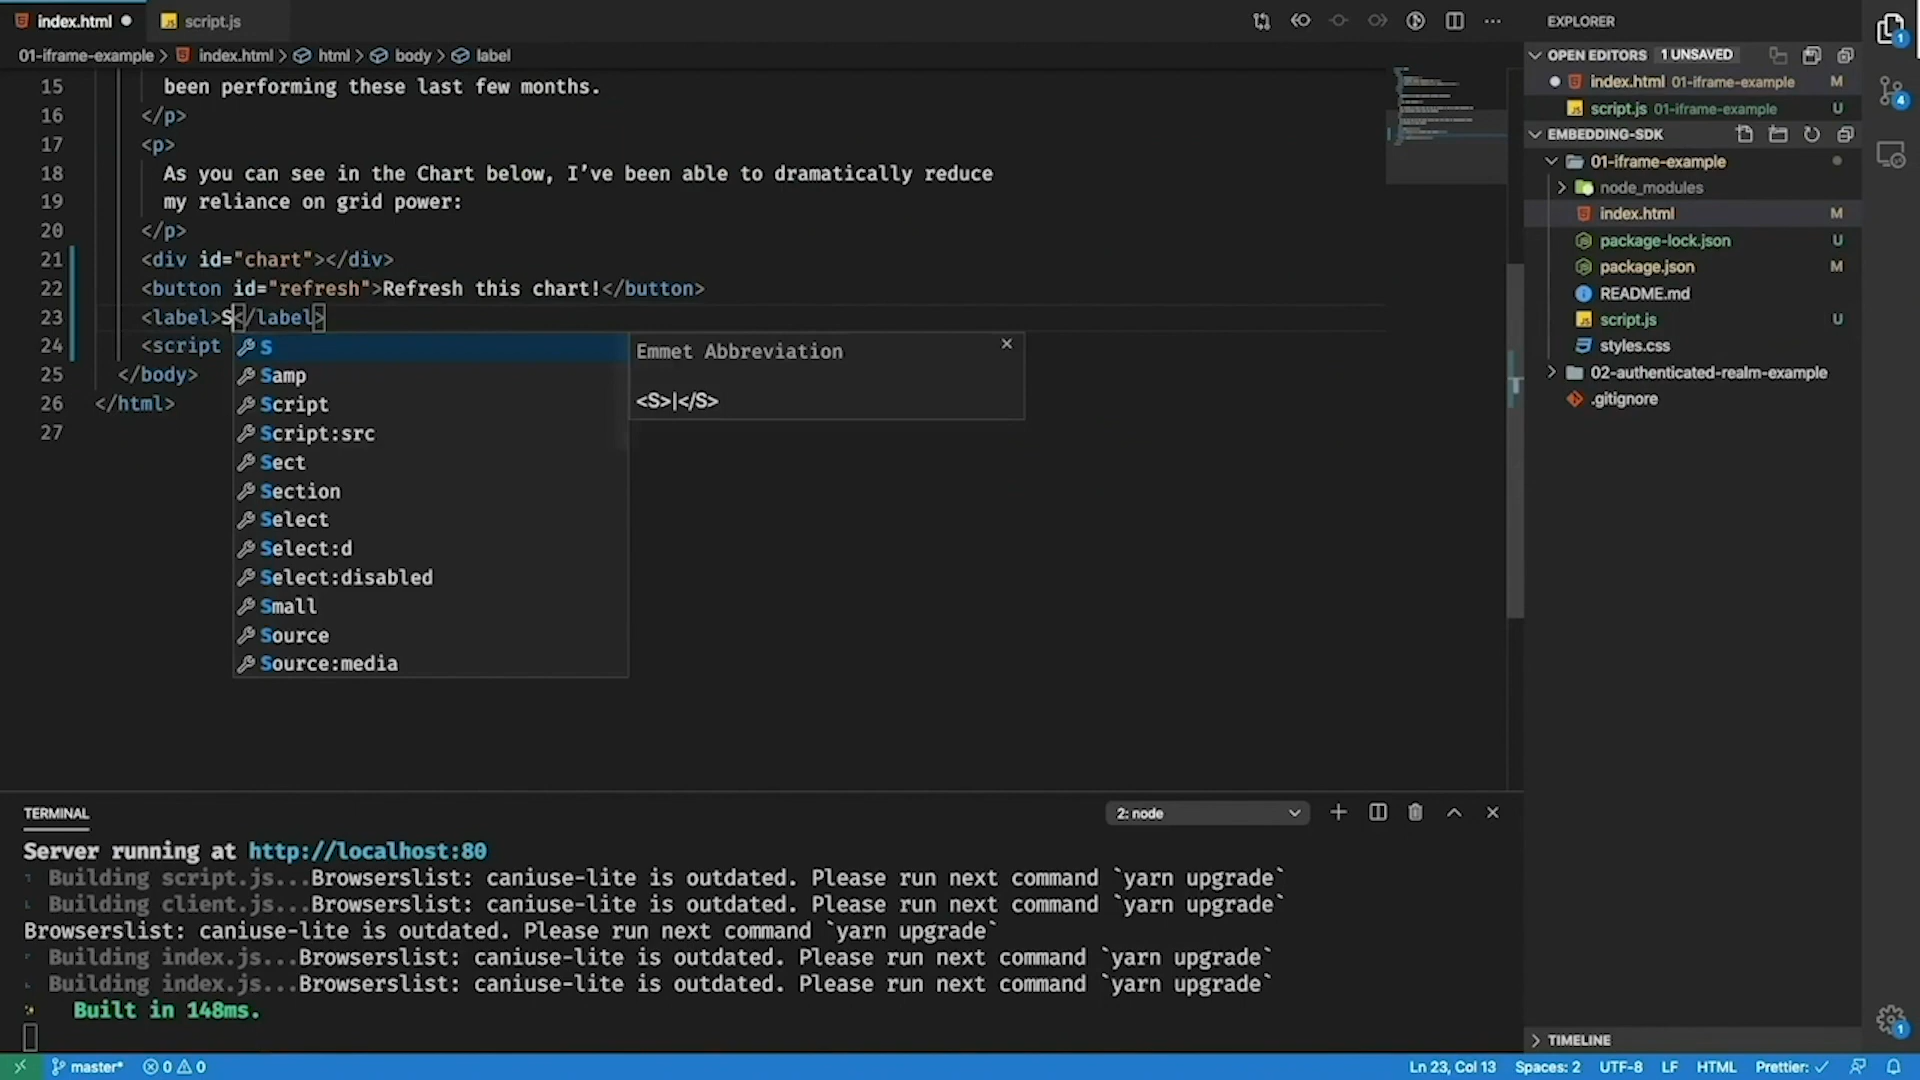 index.html
script.js
EXPLORER
01-iframe-example > index.html > html > body > label
OPEN EDITORS 1 UNSAVED
index.html 01-iframe-example M
script.js 01-iframe-example U
EMBEDDING-SDK
01-iframe-example
node_modules
index.html M
package-lock.json U
package.json M
README.md
script.js U
styles.css
02-authenticated-realm-example
.gitignore
TIMELINE
1
4
1
15 been performing these last few months.
16 </p>
17 <p>
18 As you can see in the Chart below, I’ve been able to dramatically reduce
19 my reliance on grid power:
20 </p>
21 <div id="chart"></div>
22 <button id="refresh">Refresh this chart!</button>
23 <label>S</label>
24 <script
25 </body>
26 </html>
27
S
Samp
Script
Script:src
Sect
Section
Select
Select:d
Select:disabled
Small
Source
Source:media
Emmet Abbreviation
<S>|</S>
TERMINAL
2: node
Server running at http://localhost:80
Building script.js...Browserslist: caniuse-lite is outdated. Please run next command `yarn upgrade`
Building client.js...Browserslist: caniuse-lite is outdated. Please run next command `yarn upgrade`
Browserslist: caniuse-lite is outdated. Please run next command `yarn upgrade`
Building index.js...Browserslist: caniuse-lite is outdated. Please run next command `yarn upgrade`
Building index.js...Browserslist: caniuse-lite is outdated. Please run next command `yarn upgrade`
Built in 148ms.
master* 0 0 Ln 23, Col 13 Spaces: 2 UTF-8 LF HTML Prettier: ✓